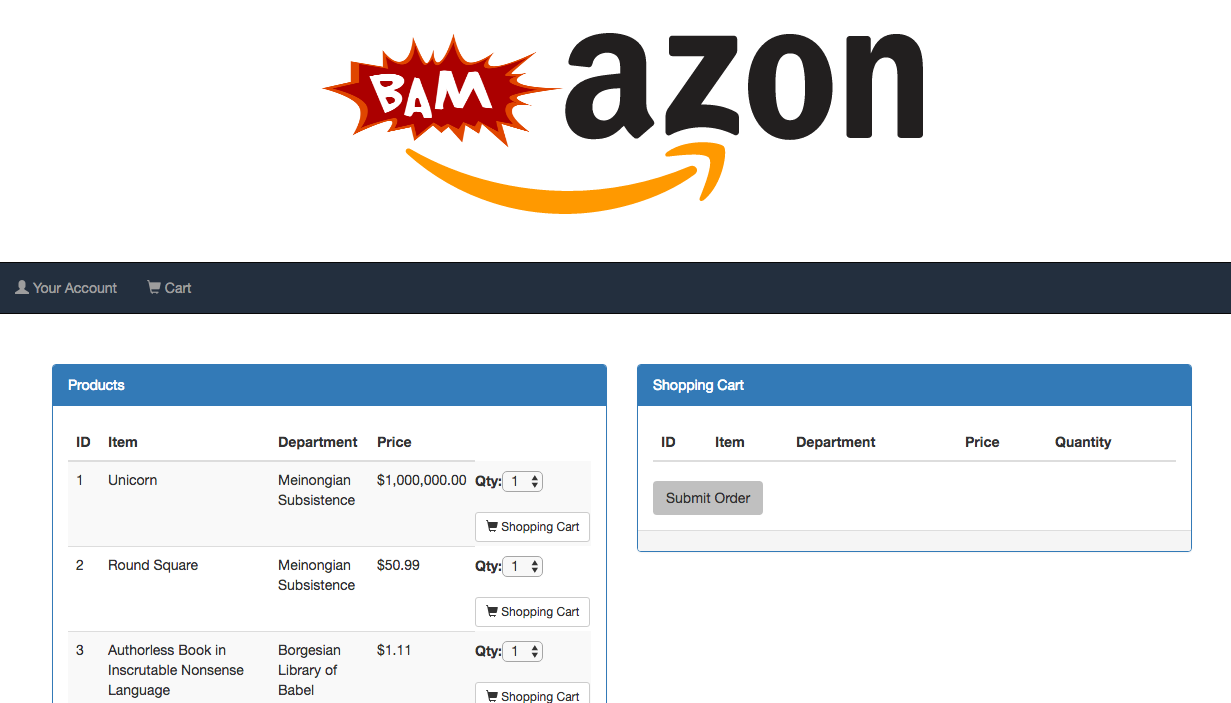 BAM azon
Your Account Cart
Products
ID Item Department Price
1 Unicorn Meinongian Subsistence $1,000,000.00 Qty: 1
Shopping Cart
2 Round Square Meinongian Subsistence $50.99 Qty: 1
Shopping Cart
3 Authorless Book in Inscrutable Nonsense Language Borgesian Library of Babel $1.11 Qty: 1
Shopping Cart
Shopping Cart
ID Item Department Price Quantity
Submit Order